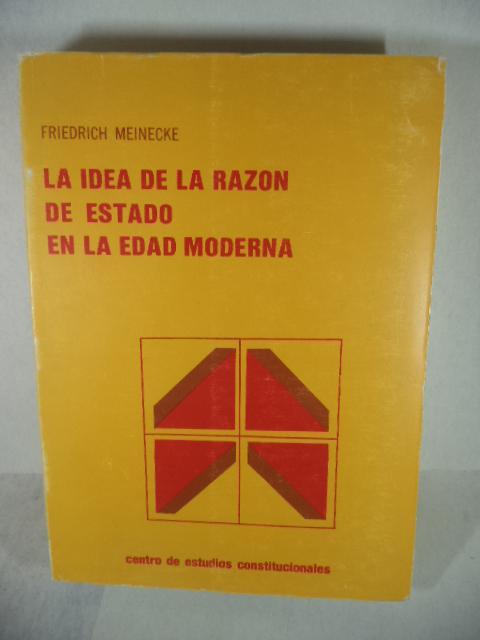 FRIEDRICH MEINECKE
LA IDEA DE LA RAZON
DE ESTADO
EN LA EDAD MODERNA
centro de estudios constitucionales